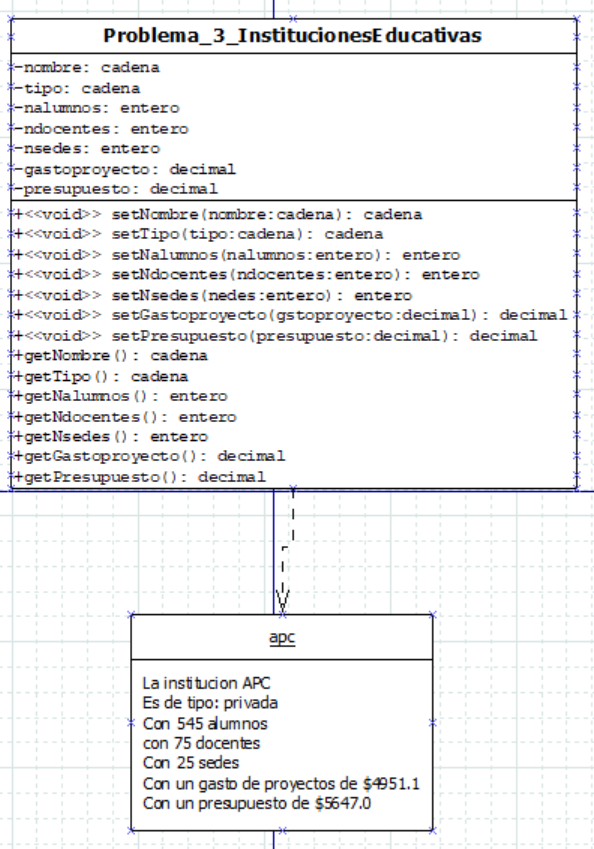 Problema_3_InstitucionesEducativas
-nombre: cadena
-tipo: cadena
-nalumnos: entero
-ndocentes: entero
-nsedes: entero
-gastoproyecto: decimal
-presupuesto: decimal
+<<void>> setNombre(nombre:cadena): cadena
+<<void>> setTipo(tipo:cadena): cadena
+<<void>> setNalumnos(nalumnos:entero): entero
+<<void>> setNdocentes(ndocentes:entero): entero
+<<void>> setNsedes(nedes:entero): entero
+<<void>> setGastoproyecto(gstoproyecto:decimal): decimal
+<<void>> setPresupuesto(presupuesto:decimal): decimal
+getNombre(): cadena
+getTipo(): cadena
+getNalumnos(): entero
+getNdocentes(): entero
+getNsedes(): entero
+getGastoproyecto(): decimal
+getPresupuesto(): decimal
apc
La institucion APC
Es de tipo: privada
Con 545 alumnos
con 75 docentes
Con 25 sedes
Con un gasto de proyectos de $4951.1
Con un presupuesto de $5647.0